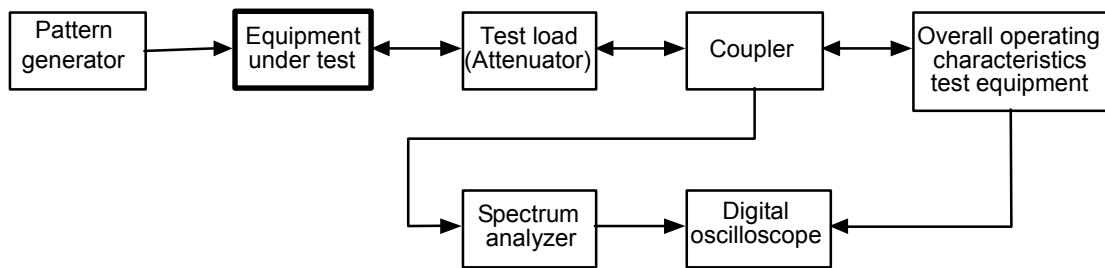 Pattern
generator
Equipment
under test
Test load
(Attenuator)
Coupler
Overall operating
characteristics
test equipment
Spectrum
analyzer
Digital
oscilloscope